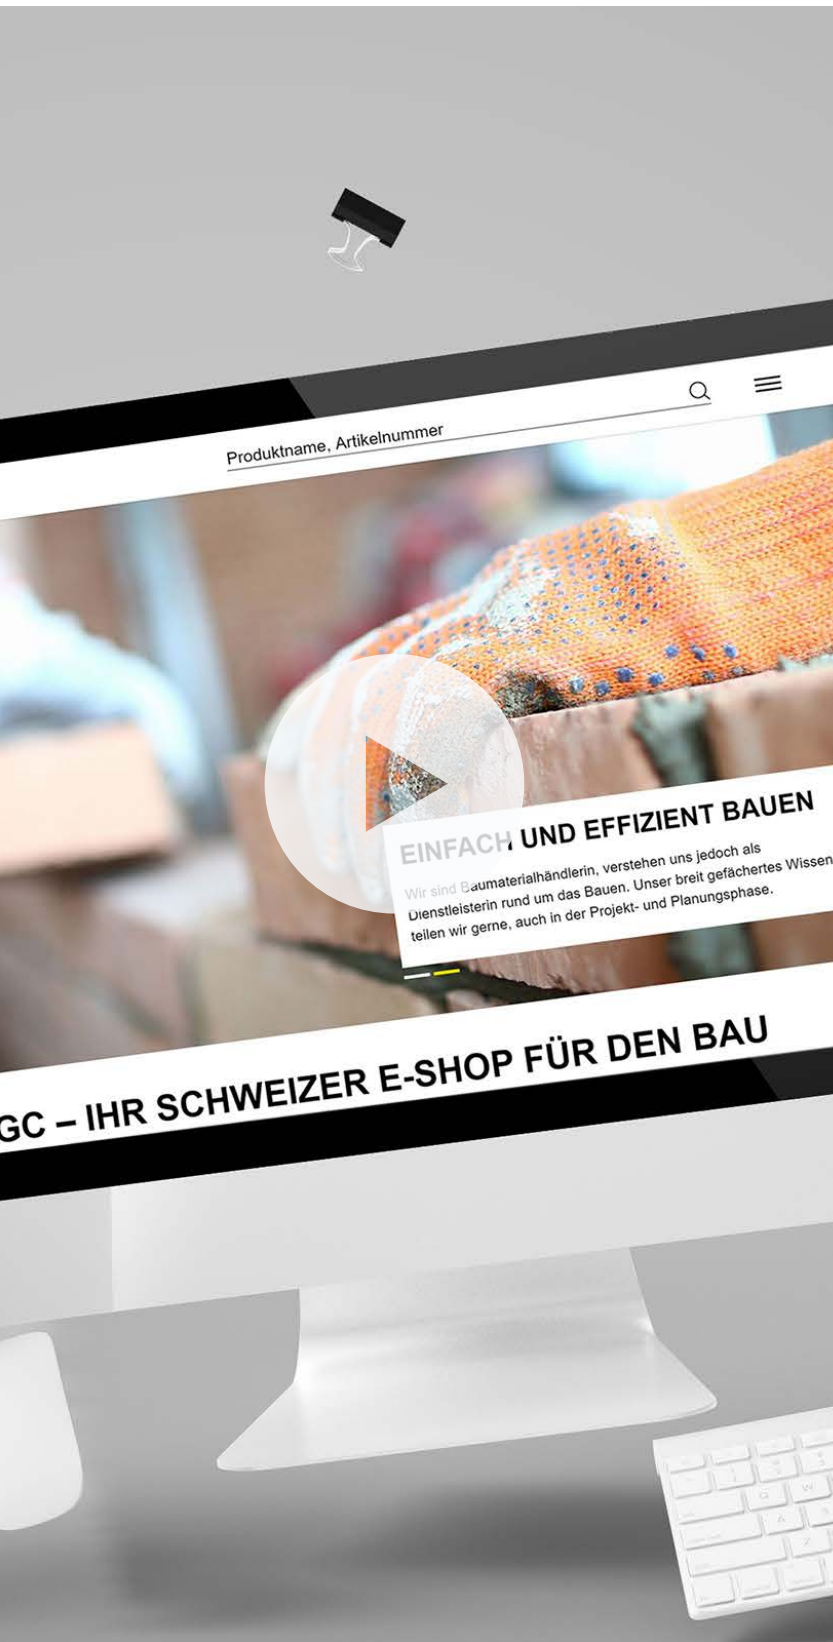 Produktname, Artikelnummer
EINFACH UND EFFIZIENT BAUEN
Wir sind Baumaterialhändlerin, verstehen uns jedoch als
Dienstleisterin rund um das Bauen. Unser breit gefächertes Wissen
teilen wir gerne, auch in der Projekt- und Planungsphase.
GC – IHR SCHWEIZER E-SHOP FÜR DEN BAU
Q W
A
Z